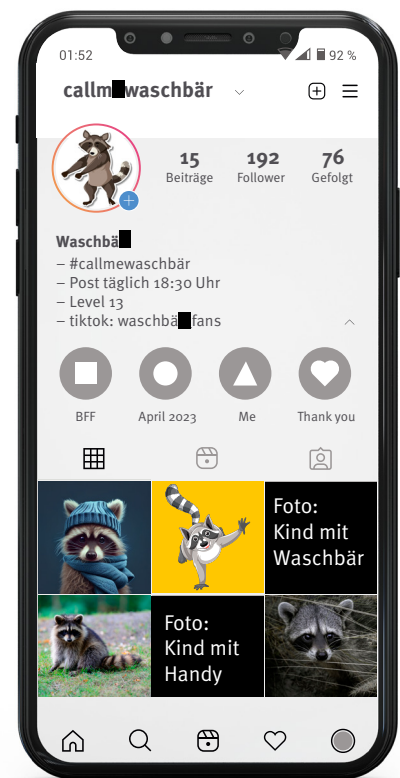 01:52
92 %
callm waschbär
15 192 76
Beiträge Follower Gefolgt
Waschbä
– #callmewaschbär
– Post täglich 18:30 Uhr
– Level 13
– tiktok: waschbä fans
BFF April 2023 Me Thank you
Foto:
Kind mit
Waschbär
Foto:
Kind mit
Handy